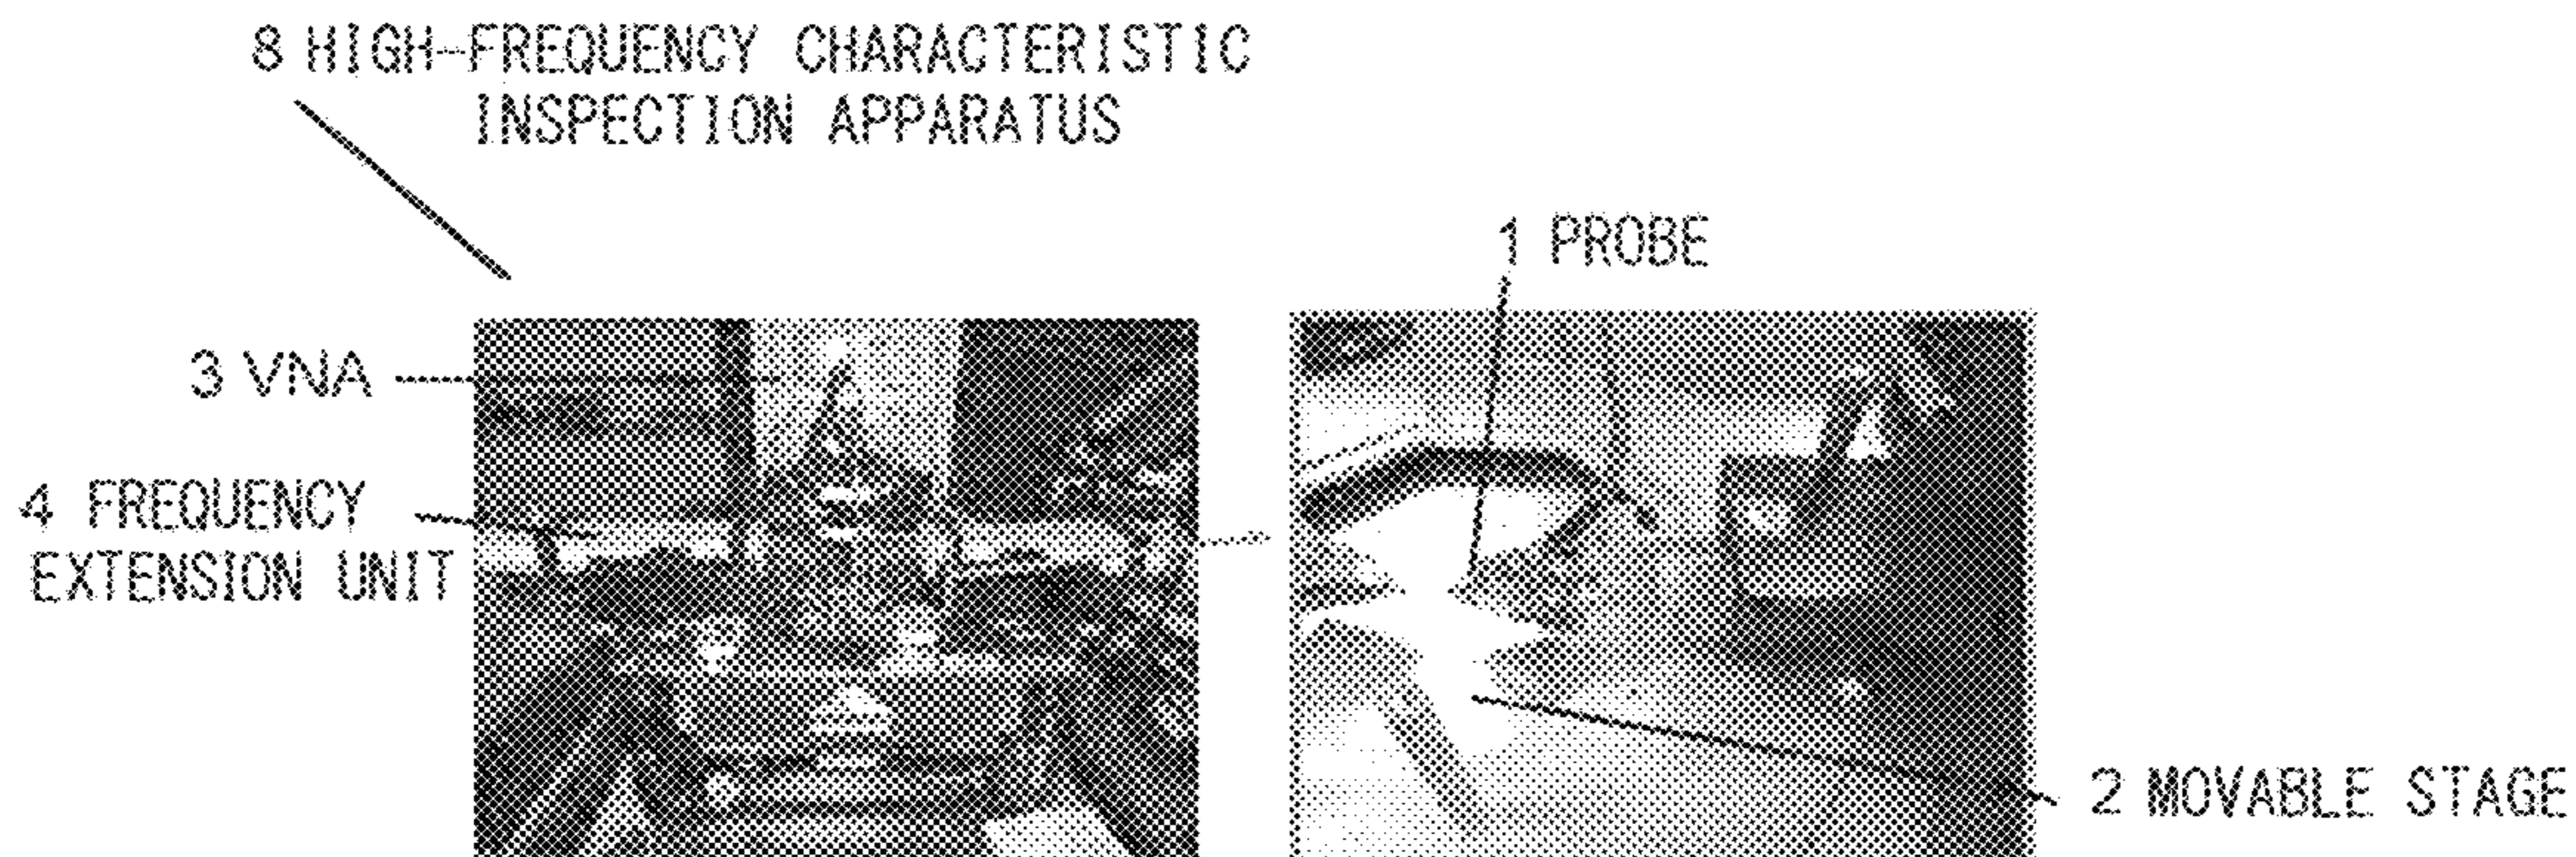 8 HIGH-FREQUENCY CHARACTERISTIC
INSPECTION APPARATUS
1 PROBE
3 VNA
4 FREQUENCY
EXTENSION UNIT
2 MOVABLE STAGE